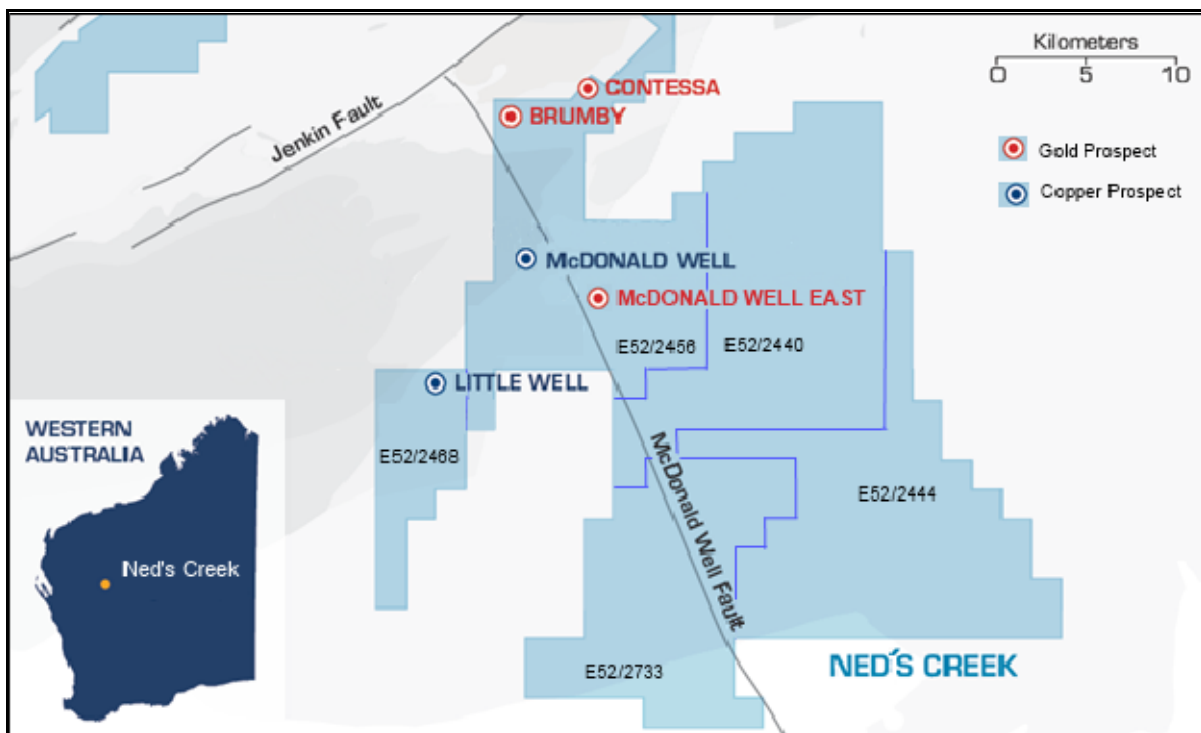 Kilometers
0 5 10
CONTESSA
BRUMBY
Jenkin Fault
Gold Prospect
Copper Prospect
McDONALD WELL
McDONALD WELL EAST
E52/2456
E52/2440
LITTLE WELL
WESTERN
AUSTRALIA
E52/2468
McDonald Well Fault
E52/2444
Ned's Creek
E52/2733
NED'S CREEK